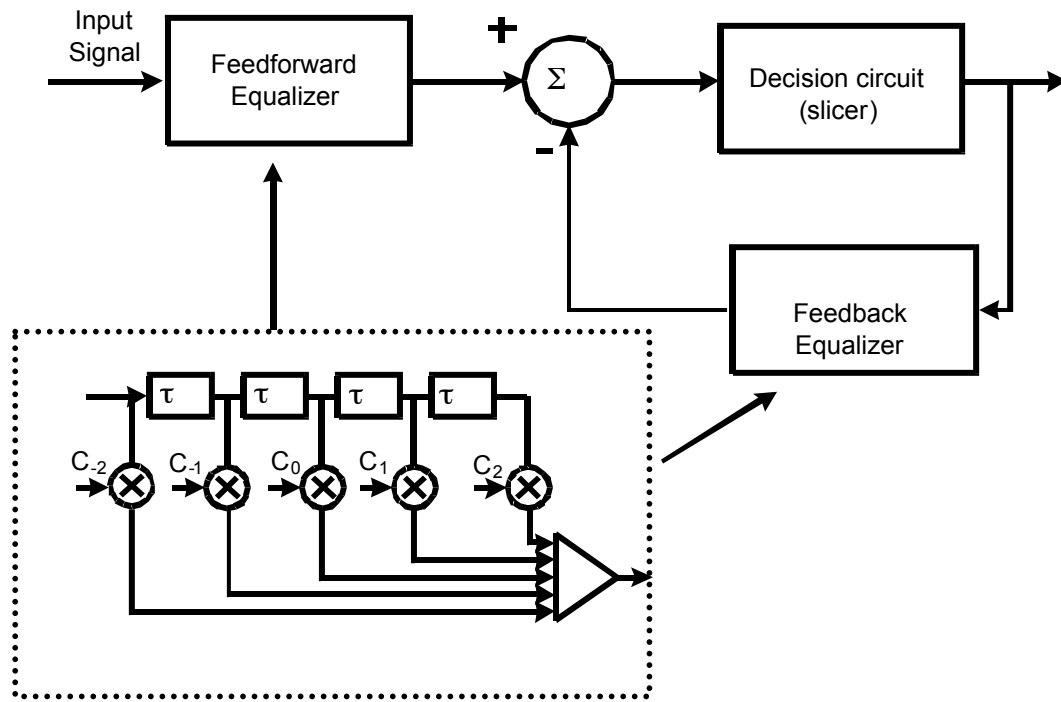 Input
Signal
Feedforward
Equalizer
+
Σ
-
Decision circuit
(slicer)
Feedback
Equalizer
τ τ τ τ
C-2 C-1 C0 C1 C2